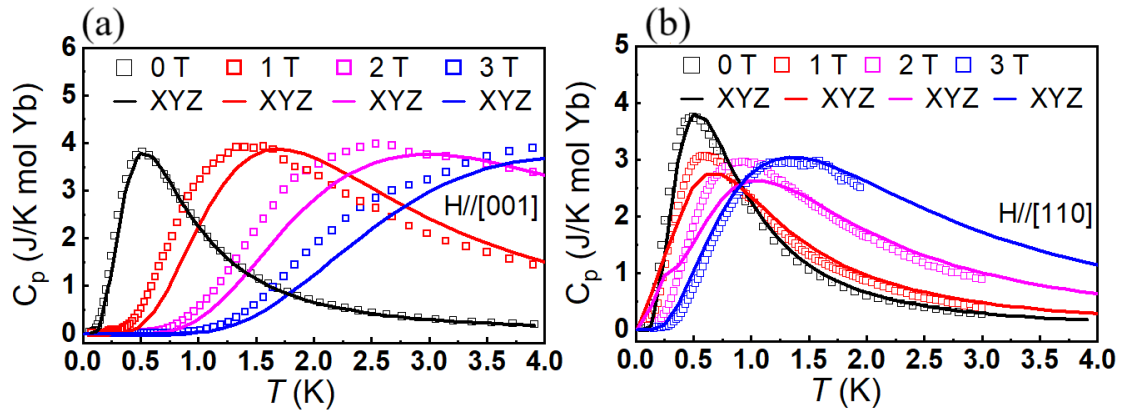 (a)
6
5
4
3
2
1
0
C_p (J/K mol Yb)
0 T 1 T 2 T 3 T
XYZ XYZ XYZ XYZ
H//[001]
0.0 0.5 1.0 1.5 2.0 2.5 3.0 3.5 4.0
T (K)
(b)
5
4
3
2
1
0
C_p (J/K mol Yb)
0 T 1 T 2 T 3 T
XYZ XYZ XYZ XYZ
H//[110]
0.0 0.5 1.0 1.5 2.0 2.5 3.0 3.5 4.0
T (K)